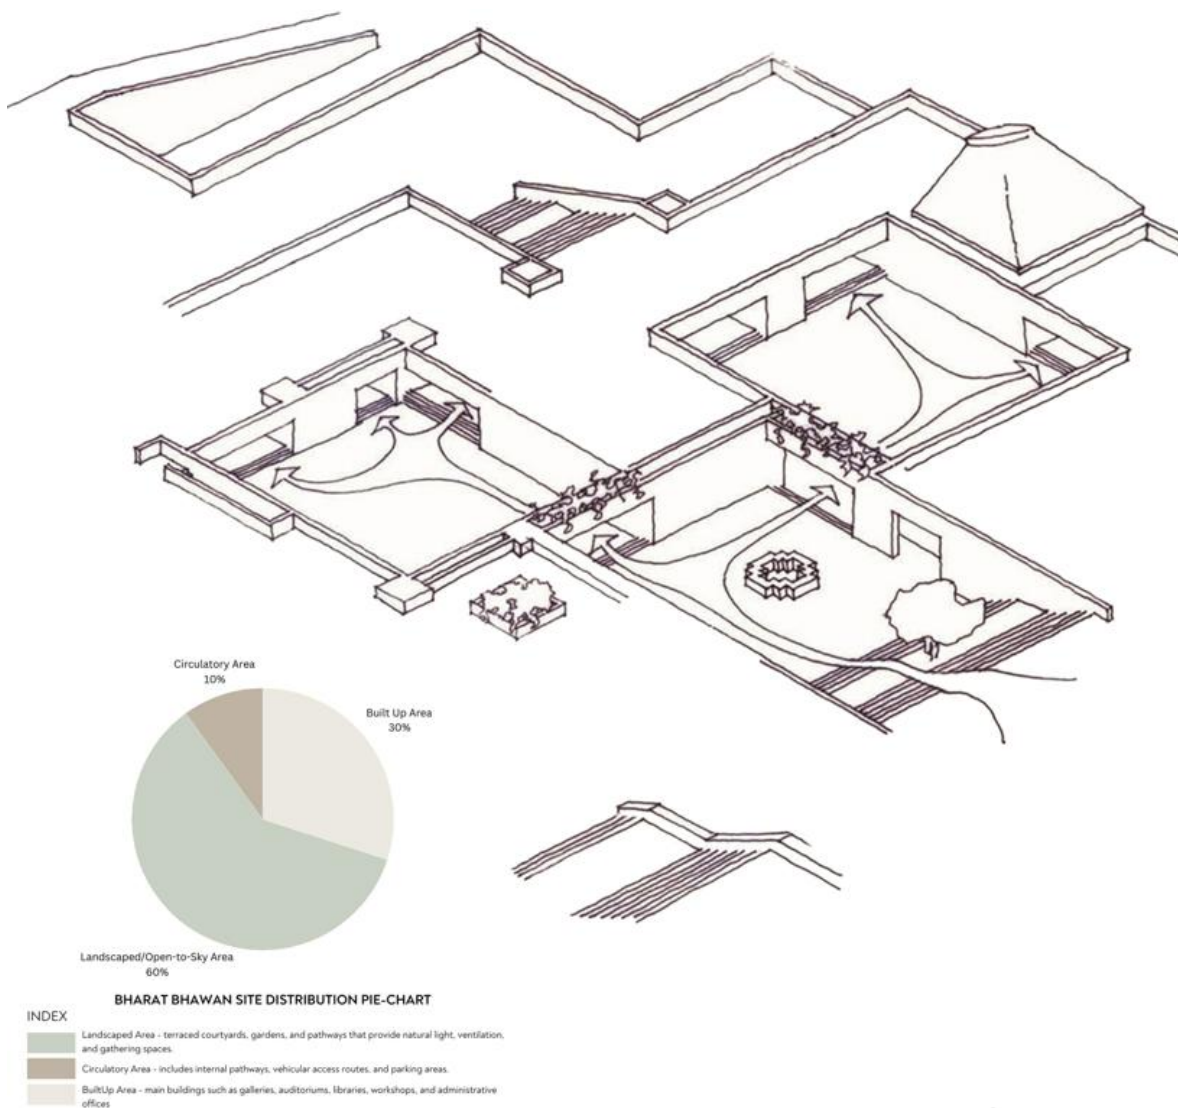 Circulatory Area
10%
Built Up Area
30%
Landscaped/Open-to-Sky Area
60%
BHARAT BHAWAN SITE DISTRIBUTION PIE-CHART
INDEX
Landscaped Area - terraced courtyards, gardens, and pathways that provide natural light, ventilation,
and gathering spaces.
Circulatory Area - includes internal pathways, vehicular access routes, and parking areas.
BuiltUp Area - main buildings such as galleries, auditoriums, libraries, workshops, and administrative
offices